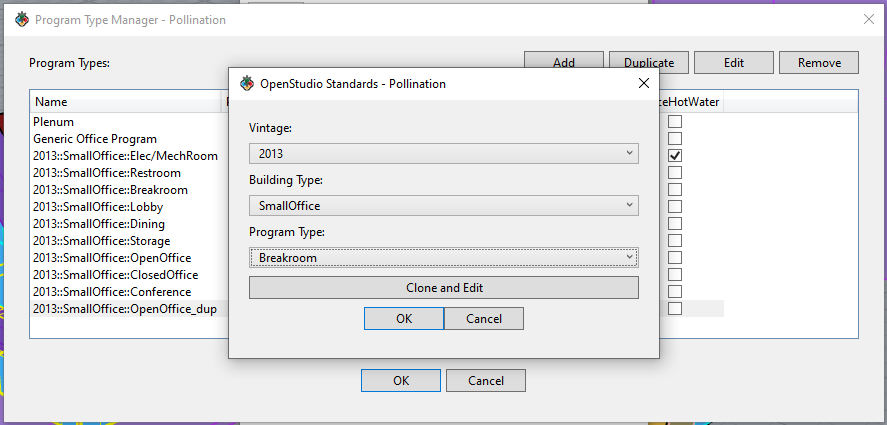 Program Type Manager - Pollination
Program Types:
Add
Duplicate
Edit
Remove
OpenStudio Standards - Pollination
Name
ceHotWater
Plenum
Generic Office Program
2013::SmallOffice::Elec/MechRoom
2013::SmallOffice::Restroom
2013::SmallOffice::Breakroom
2013::SmallOffice::Lobby
2013::SmallOffice::Dining
2013::SmallOffice::Storage
2013::SmallOffice::OpenOffice
2013::SmallOffice::ClosedOffice
2013::SmallOffice::Conference
2013::SmallOffice::OpenOffice_dup
Vintage:
2013
Building Type:
SmallOffice
Program Type:
Breakroom
Clone and Edit
OK
Cancel
OK
Cancel